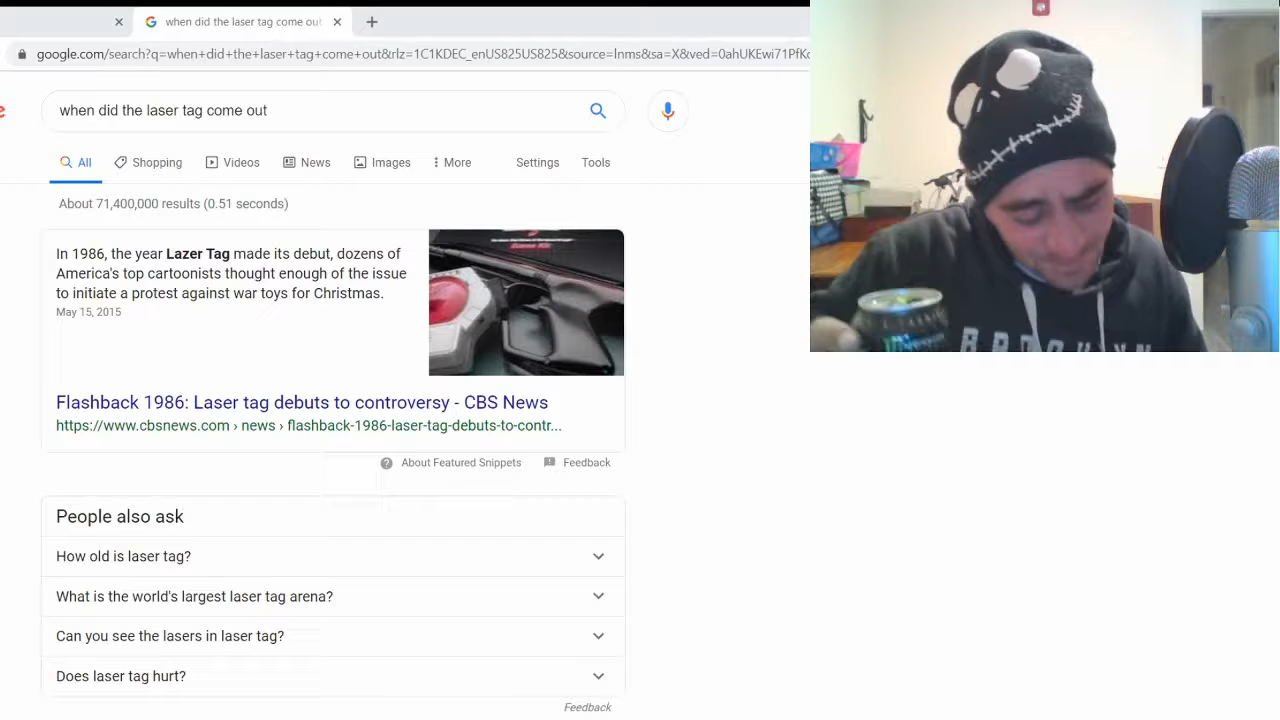 when did the laser tag come out
google.com/search?q=when+did+the+laser+tag+come+out&rlz=1C1KDEC_enUS825US825&source=lnms&sa=X&ved=0ahUKEwi71PfKc
when did the laser tag come out
All Shopping Videos News Images More Settings Tools
About 71,400,000 results (0.51 seconds)
In 1986, the year Lazer Tag made its debut, dozens of
America's top cartoonists thought enough of the issue
to initiate a protest against war toys for Christmas.
May 15, 2015
Flashback 1986: Laser tag debuts to controversy - CBS News
https://www.cbsnews.com › news › flashback-1986-laser-tag-debuts-to-contr...
About Featured Snippets Feedback
People also ask
How old is laser tag?
What is the world's largest laser tag arena?
Can you see the lasers in laser tag?
Does laser tag hurt?
Feedback
BROOKLYN